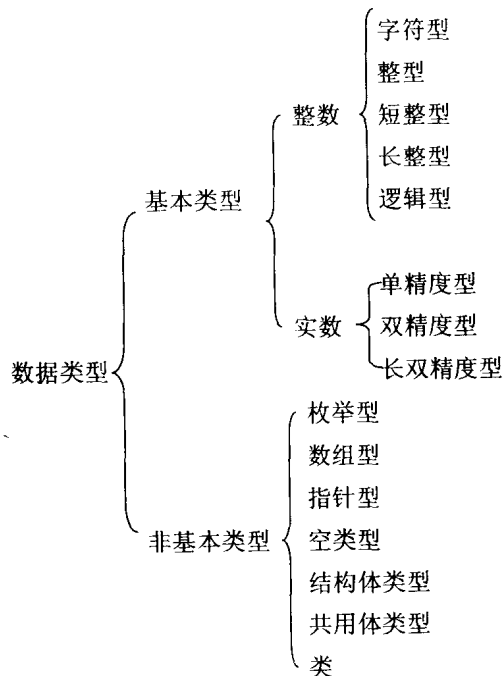 字符型
整型
整数
短整型
长整型
基本类型
逻辑型
单精度型
实数
双精度型
数据类型
长双精度型
枚举型
数组型
指针型
非基本类型
空类型
结构体类型
共用体类型
类